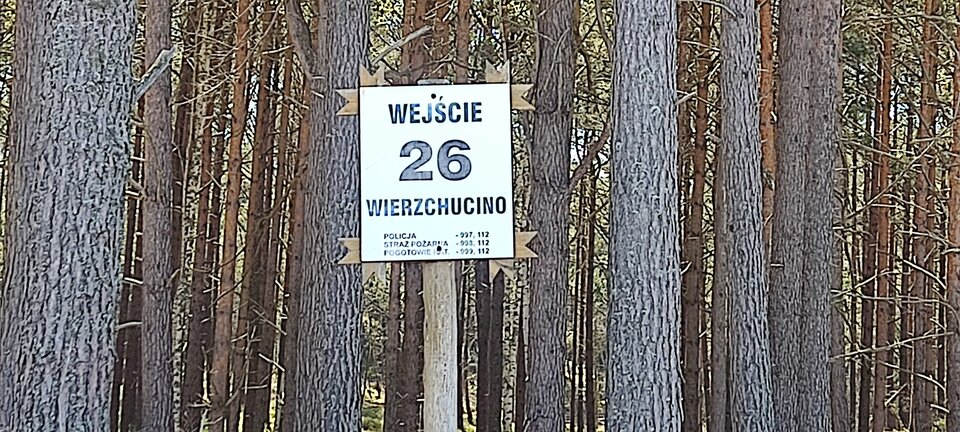 WEJŚCIE
26
WIERZCHUCINO
POLICJA - 997, 112
STRAŻ POŻARNA - 998, 112
POGOTOWIE - 999, 112